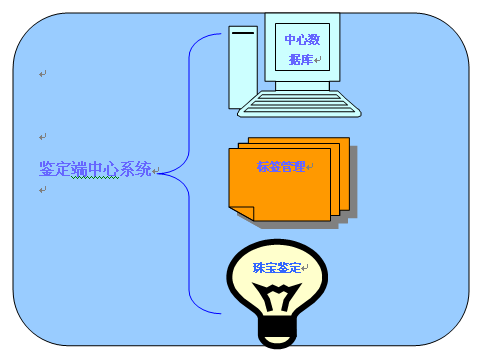 中心数
据库
标签管理
鉴定端中心系统
珠宝鉴定